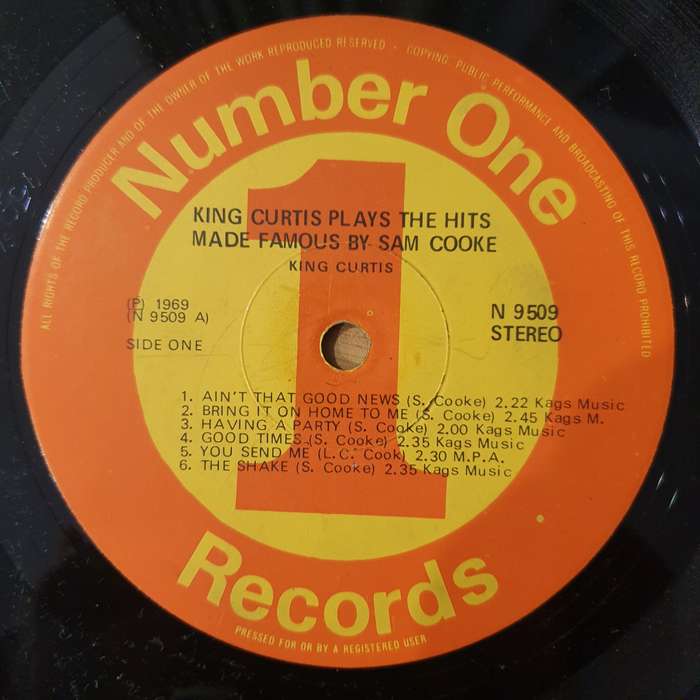 ALL RIGHTS OF THE RECORD PRODUCER AND OF THE OWNER OF THE WORK REPRODUCED RESERVED · COPYING, PUBLIC PERFORMANCE AND BROADCASTING OF THIS RECORD PROHIBITED
Number One
1
KING CURTIS PLAYS THE HITS
MADE FAMOUS BY SAM COOKE
KING CURTIS
(P) 1969
(N 9509 A)
SIDE ONE
N 9509
STEREO
1. AIN'T THAT GOOD NEWS (S. Cooke) 2.22 Kags Music
2. BRING IT ON HOME TO ME (S. Cooke) 2.45 Kags M.
3. HAVING A PARTY (S. Cooke) 2.00 Kags Music
4. GOOD TIMES (S. Cooke) 2.35 Kags Music
5. YOU SEND ME (L.C. Cook) 2.30 M.P.A.
6. THE SHAKE (S. Cooke) 2.35 Kags Music
Records
PRESSED FOR OR BY A REGISTERED USER